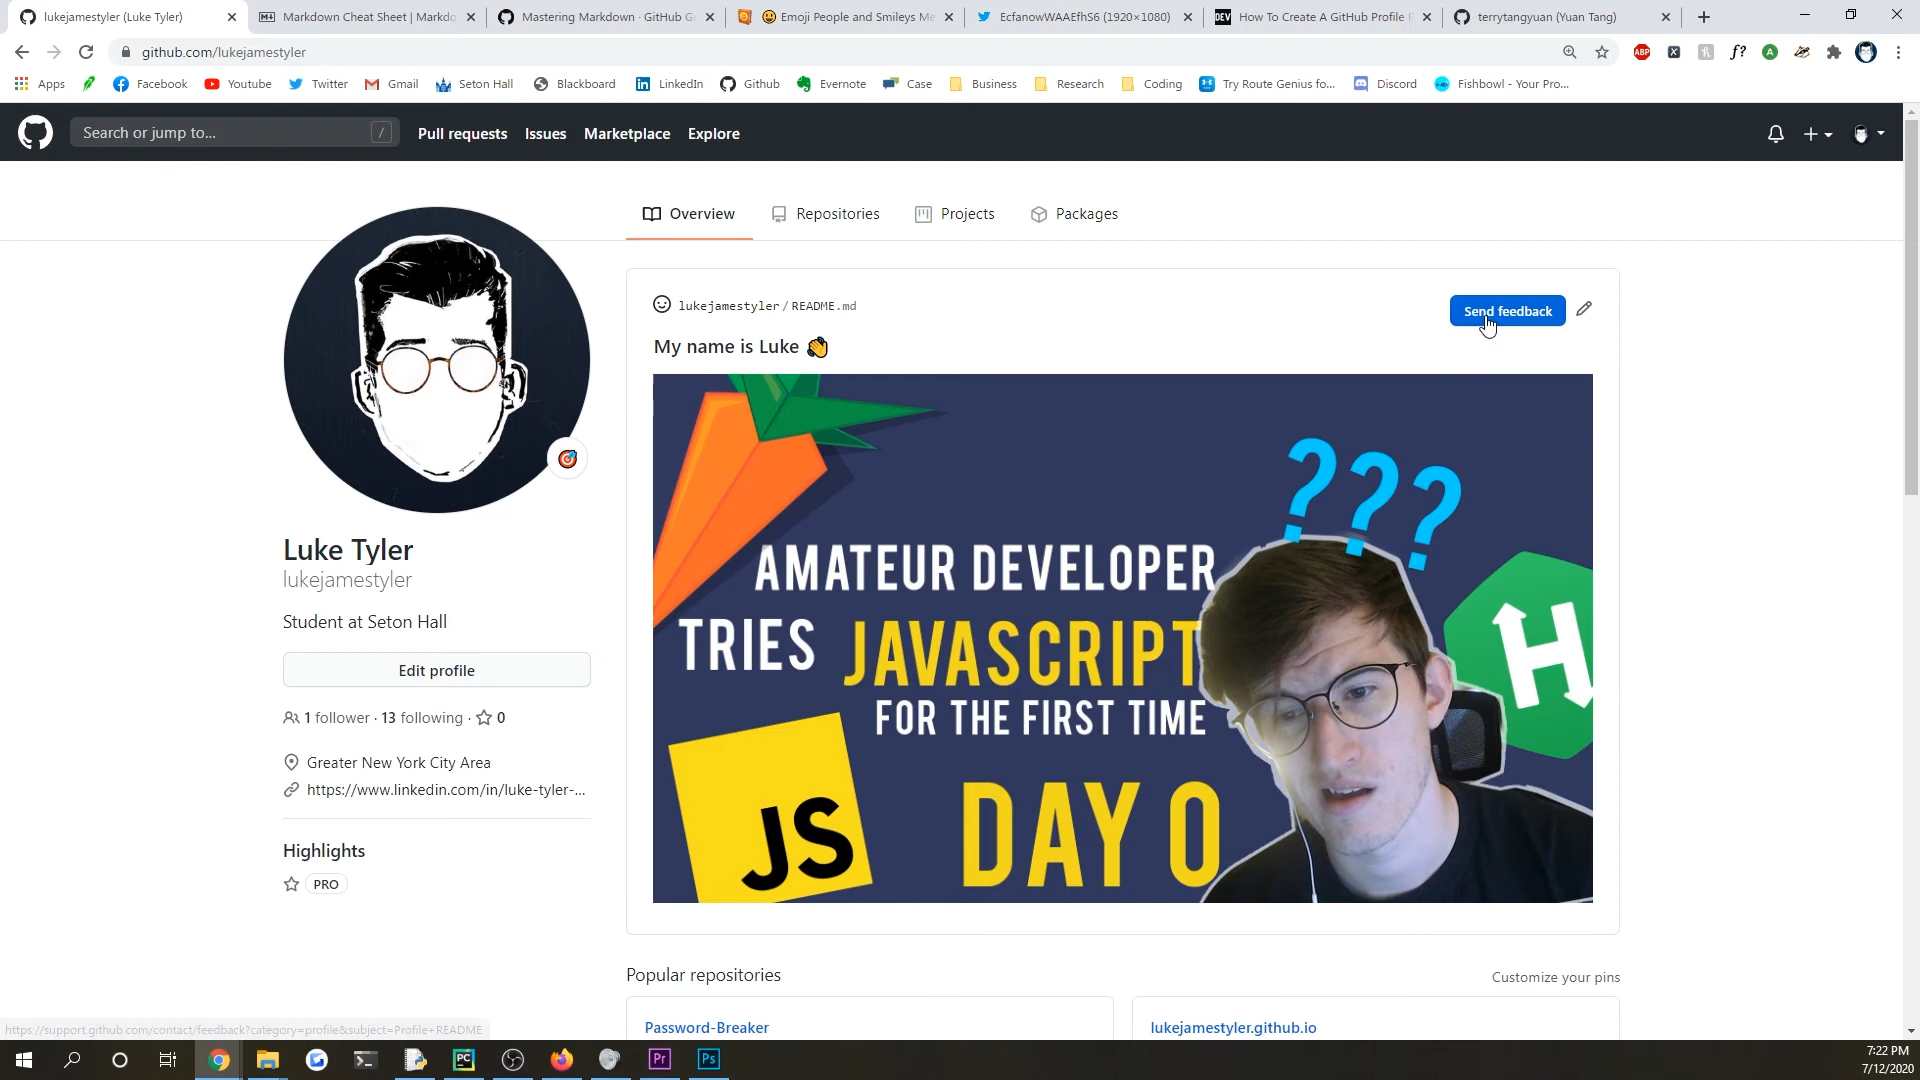 lukejamestyler (Luke Tyler)
Markdown Cheat Sheet | Markdo
Mastering Markdown · GitHub G
Emoji People and Smileys Me
EcfanowWAAEfhS6 (1920×1080)
DEV
How To Create A GitHub Profile R
terrytangyuan (Yuan Tang)
github.com/lukejamestyler
ABP
f?
A
Apps
Facebook
Youtube
Twitter
Gmail
Seton Hall
Blackboard
LinkedIn
Github
Evernote
Case
Business
Research
Coding
Try Route Genius fo...
Discord
Fishbowl - Your Pro...
Search or jump to...
/
Pull requests
Issues
Marketplace
Explore
Overview
Repositories
Projects
Packages
lukejamestyler / README.md
Send feedback
My name is Luke 👋
???
AMATEUR DEVELOPER
TRIES JAVASCRIPT
FOR THE FIRST TIME
DAY 0
JS
H
Luke Tyler
lukejamestyler
Student at Seton Hall
Edit profile
1 follower · 13 following · 0
Greater New York City Area
https://www.linkedin.com/in/luke-tyler-...
Highlights
PRO
Popular repositories
Customize your pins
Password-Breaker
lukejamestyler.github.io
https://support.github.com/contact/feedback?category=profile&subject=Profile+README
PC
Pr
Ps
7:22 PM
7/12/2020